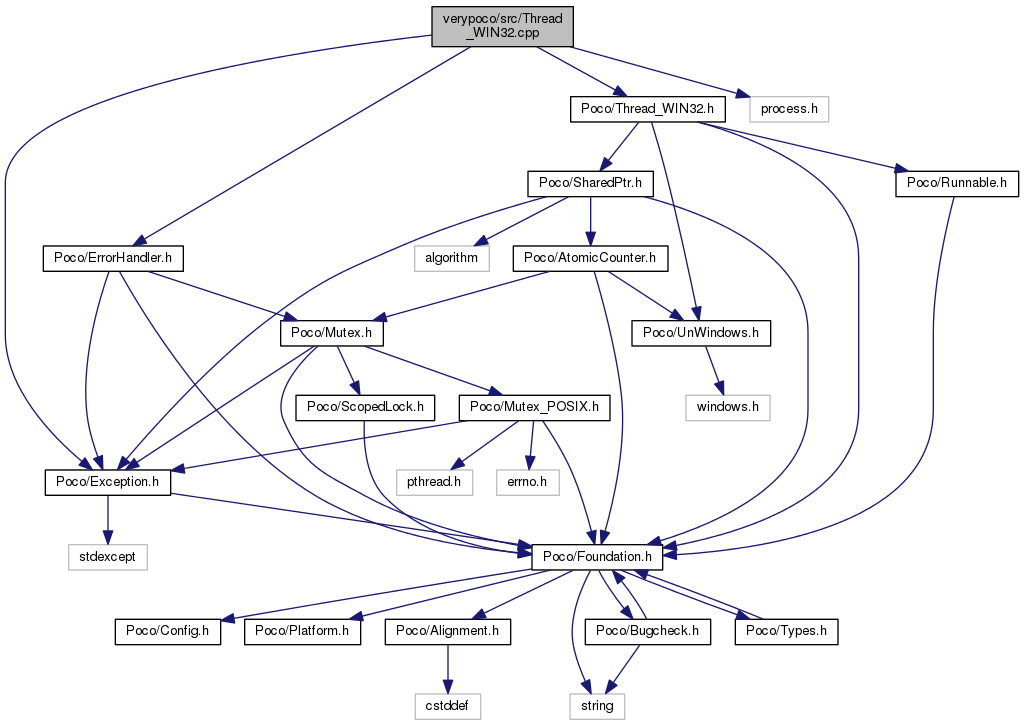 verypoco/src/Thread
_WIN32.cpp
Poco/Thread_WIN32.h
process.h
Poco/SharedPtr.h
Poco/Runnable.h
Poco/ErrorHandler.h
algorithm
Poco/AtomicCounter.h
Poco/Mutex.h
Poco/UnWindows.h
Poco/ScopedLock.h
Poco/Mutex_POSIX.h
windows.h
Poco/Exception.h
pthread.h
errno.h
stdexcept
Poco/Foundation.h
Poco/Config.h
Poco/Platform.h
Poco/Alignment.h
Poco/Bugcheck.h
Poco/Types.h
cstddef
string